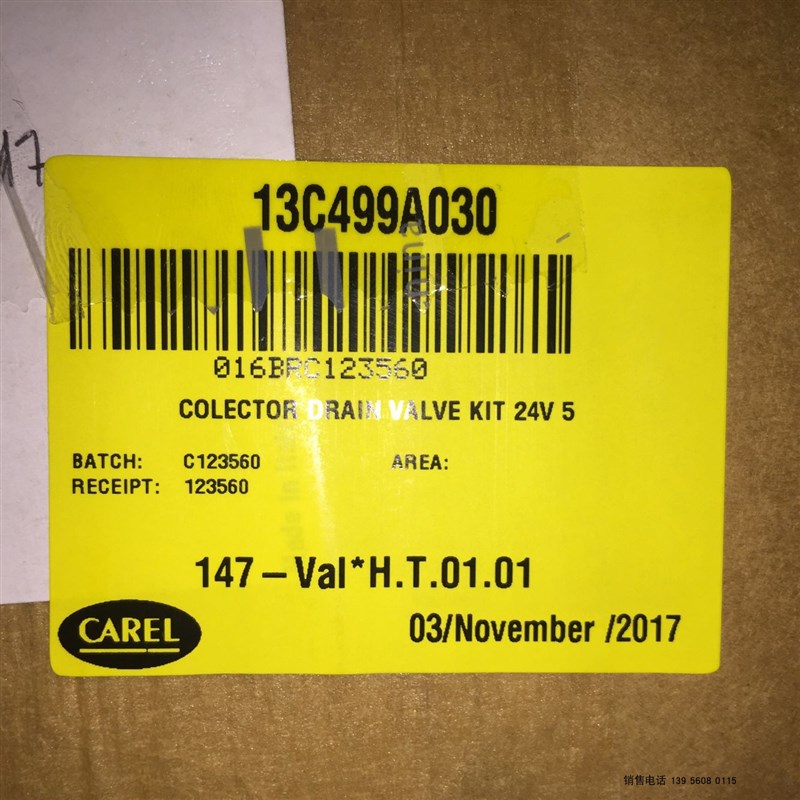 17
13C499A030
016BRC123560
COLECTOR DRAIN VALVE KIT 24V 5
BATCH: C123560 AREA:
RECEIPT: 123560
147-Val*H.T.01.01
CAREL
03/November /2017
销售电话 139 5608 0115